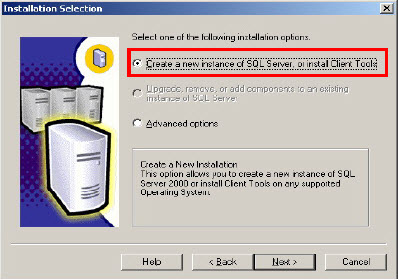 Installation Selection
Select one of the following installation options.
Create a new instance of SQL Server, or install Client Tools
Upgrade, remove, or add components to an existing
instance of SQL Server
Advanced options
Create a New Installation
This option allows you to create a new instance of SQL
Server 2000 or install Client Tools on any supported
Operating System
Help
< Back
Next >
Cancel